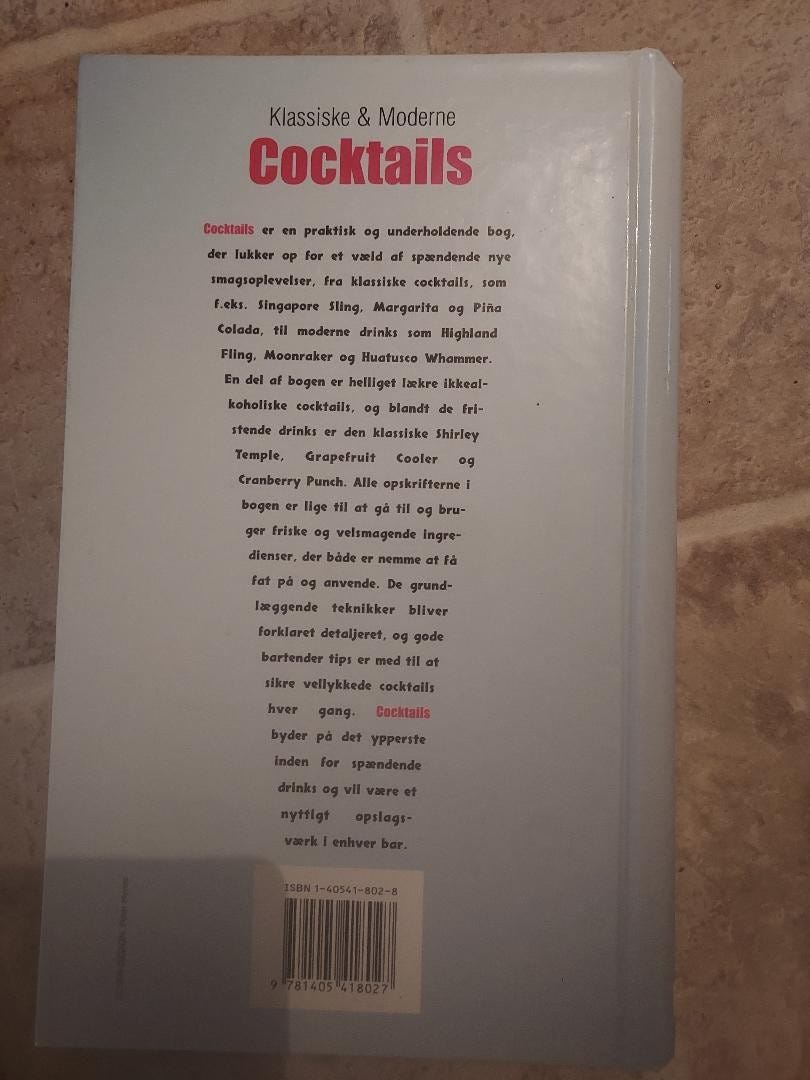 Klassiske & Moderne
Cocktails
Cocktails er en praktisk og underholdende bog,
der lukker op for et væld af spændende nye
smagsoplevelser, fra klassiske cocktails, som
f.eks. Singapore Sling, Margarita og Piña
Colada, til moderne drinks som Highland
Fling, Moonraker og Huatusco Whammer.
En del af bogen er helliget lækre ikkeal-
koholiske cocktails, og blandt de fri-
stende drinks er den klassiske Shirley
Temple, Grapefruit Cooler og
Cranberry Punch. Alle opskrifterne i
bogen er lige til at gå til og bru-
ger friske og velsmagende ingre-
dienser, der både er nemme at få
fat på og anvende. De grund-
læggende teknikker bliver
forklaret detaljeret, og gode
bartender tips er med til at
sikre vellykkede cocktails
hver gang. Cocktails
byder på det ypperste
inden for spændende
drinks og vil være et
nyttigt opslags-
værk i enhver bar.
ISBN 1-40541-802-8
9 781405 418027